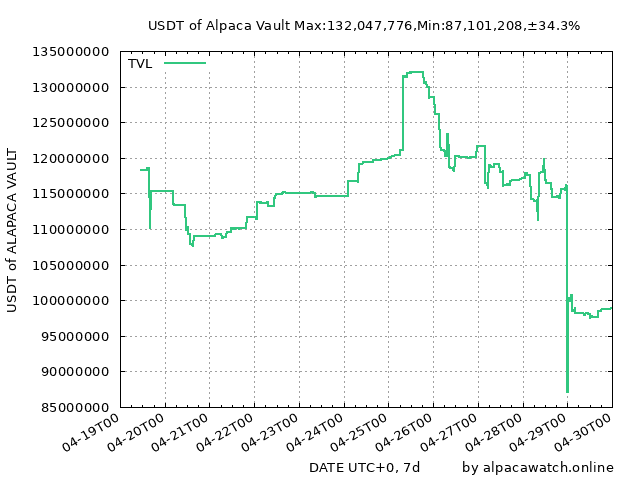 USDT of Alpaca Vault Max:132,047,776,Min:87,101,208,±34.3%
TVL
135000000
130000000
125000000
120000000
115000000
110000000
105000000
100000000
95000000
90000000
85000000
USDT of ALAPACA VAULT
04-19T00
04-20T00
04-21T00
04-22T00
04-23T00
04-24T00
04-25T00
04-26T00
04-27T00
04-28T00
04-29T00
04-30T00
DATE UTC+0, 7d
by alpacawatch.online